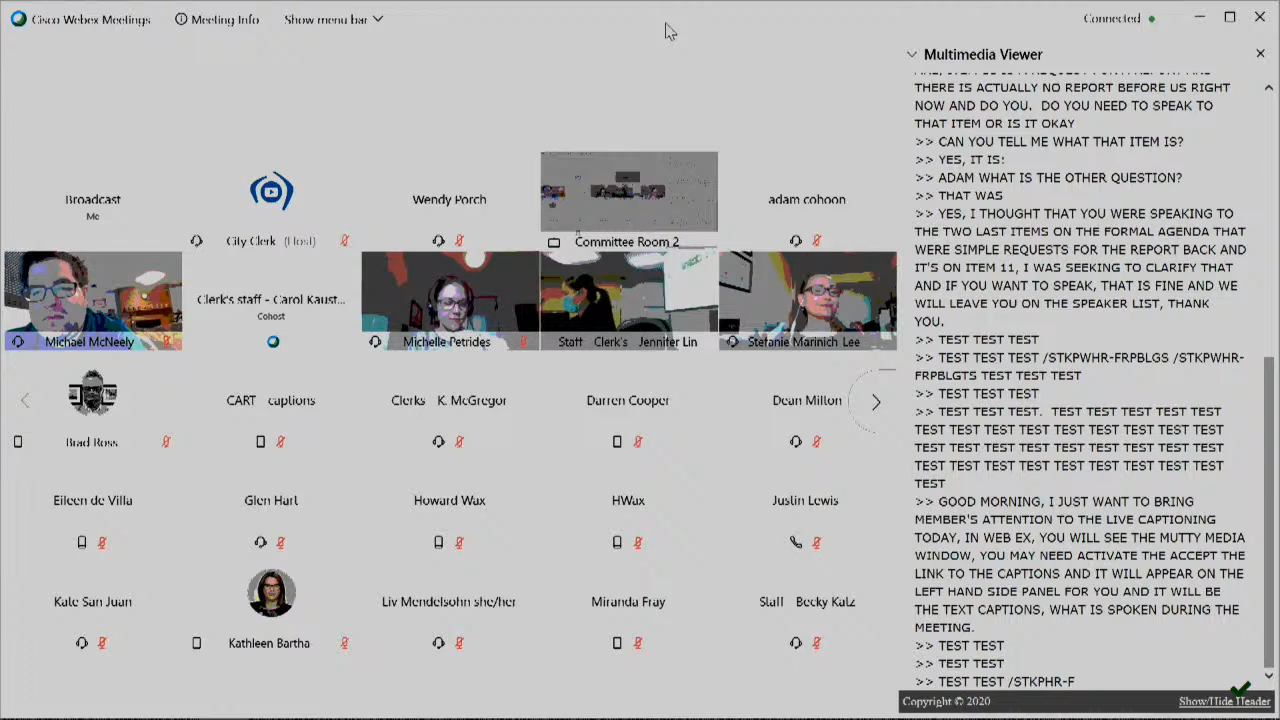 Cisco Webex Meetings
Meeting Info
Show menu bar
Connected
Broadcast
Me
City Clerk (Host)
Wendy Porch
Committee Room 2
adam cohoon
Michael McNeely
Clerk's staff - Carol Kaust...
Cohost
Michelle Petrides
Staff Clerk's Jennifer Lin
Stefanie Marinich Lee
Brad Ross
CART captions
Clerks K. McGregor
Darren Cooper
Dean Milton
Eileen de Villa
Glen Hart
Howard Wax
HWax
Justin Lewis
Kate San Juan
Kathleen Bartha
Liv Mendelsohn she/her
Miranda Fray
Staff Becky Katz
Multimedia Viewer
THERE IS ACTUALLY NO REPORT BEFORE US RIGHT
NOW AND DO YOU. DO YOU NEED TO SPEAK TO
THAT ITEM OR IS IT OKAY
>> CAN YOU TELL ME WHAT THAT ITEM IS?
>> YES, IT IS:
>> ADAM WHAT IS THE OTHER QUESTION?
>> THAT WAS
>> YES, I THOUGHT THAT YOU WERE SPEAKING TO
THE TWO LAST ITEMS ON THE FORMAL AGENDA THAT
WERE SIMPLE REQUESTS FOR THE REPORT BACK AND
IT'S ON ITEM 11, I WAS SEEKING TO CLARIFY THAT
AND IF YOU WANT TO SPEAK, THAT IS FINE AND WE
WILL LEAVE YOU ON THE SPEAKER LIST, THANK
YOU.
>> TEST TEST TEST
>> TEST TEST TEST /STKPWHR-FRPBLGS /STKPWHR-
FRPBLGTS TEST TEST TEST
>> TEST TEST TEST
>> TEST TEST TEST. TEST TEST TEST TEST TEST
TEST TEST TEST TEST TEST TEST TEST TEST
TEST TEST TEST TEST TEST TEST TEST TEST
TEST TEST TEST TEST TEST TEST TEST TEST
TEST
>> GOOD MORNING, I JUST WANT TO BRING
MEMBER'S ATTENTION TO THE LIVE CAPTIONING
TODAY, IN WEB EX, YOU WILL SEE THE MUTTY MEDIA
WINDOW, YOU MAY NEED ACTIVATE THE ACCEPT THE
LINK TO THE CAPTIONS AND IT WILL APPEAR ON THE
LEFT HAND SIDE PANEL FOR YOU AND IT WILL BE
THE TEXT CAPTIONS, WHAT IS SPOKEN DURING THE
MEETING.
>> TEST TEST
>> TEST TEST
>> TEST TEST /STKPHR-F
Copyright © 2020
Show/Hide Header